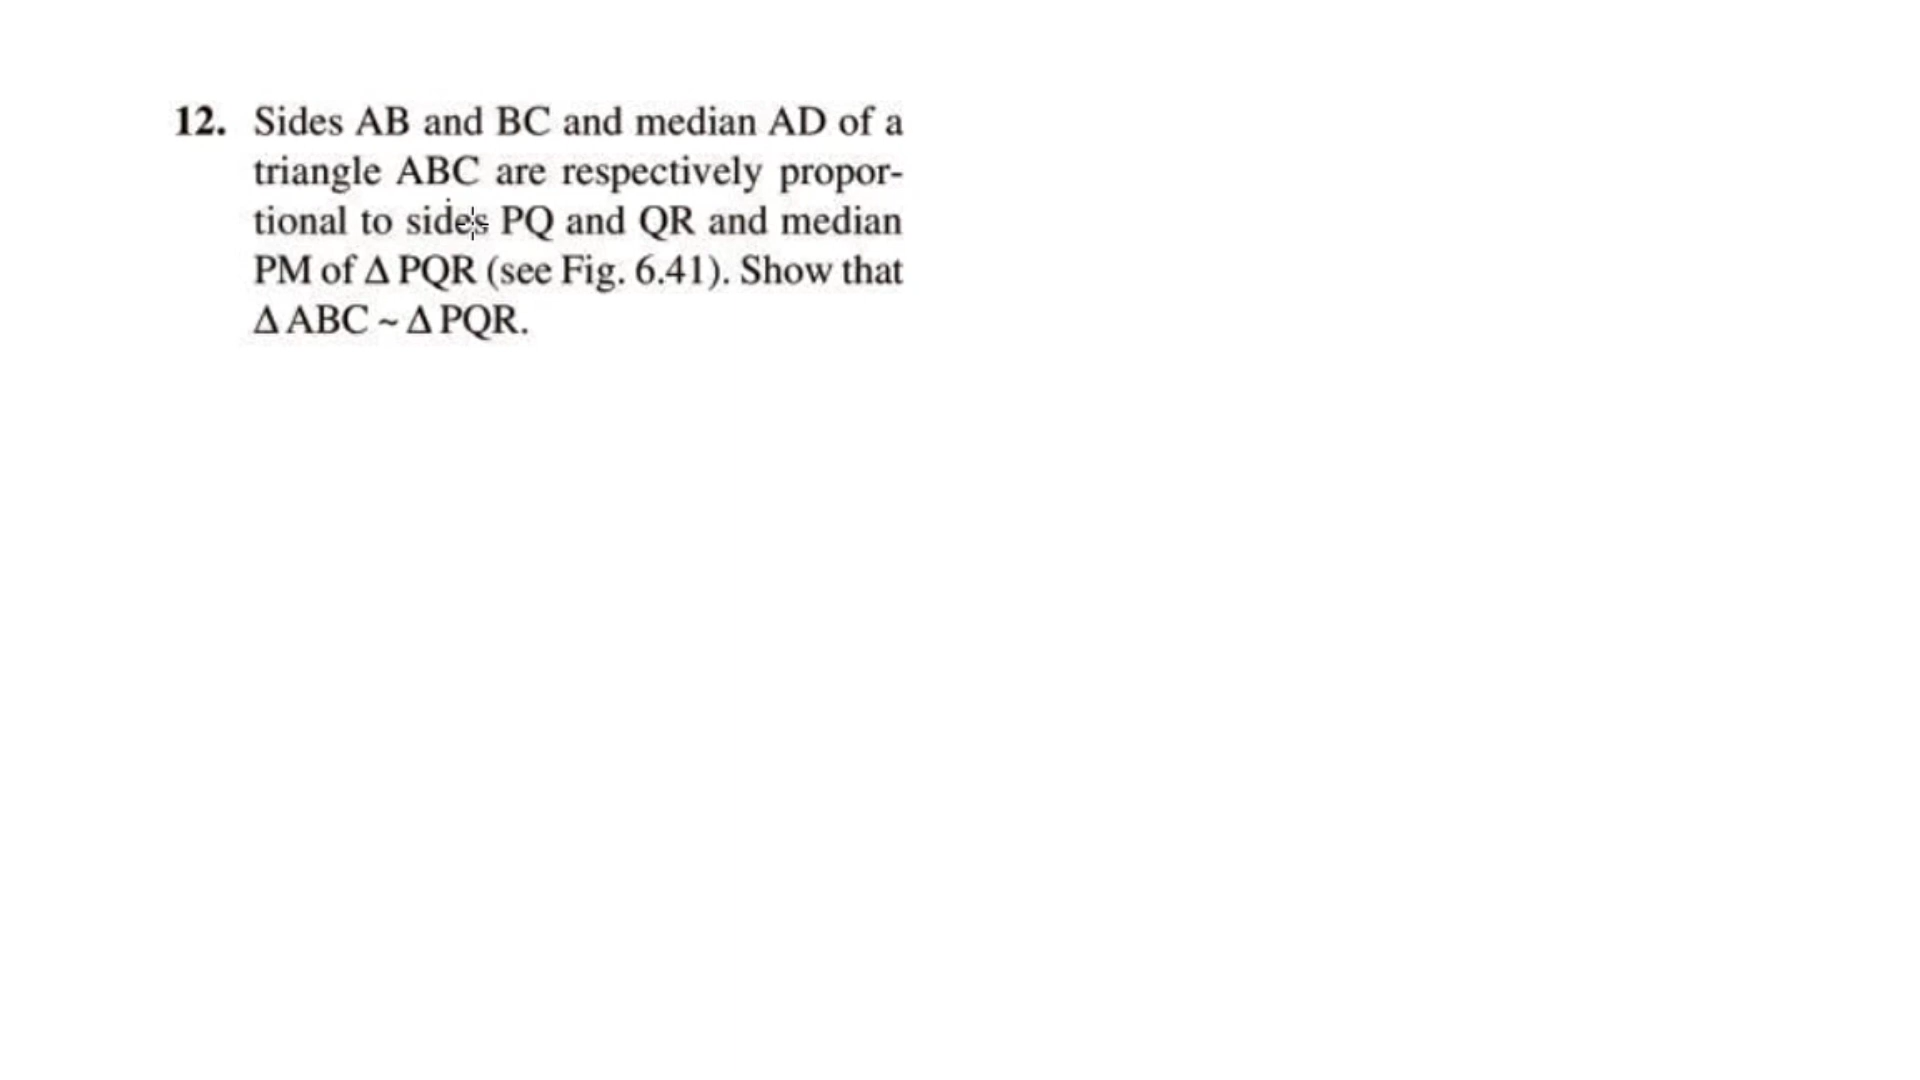 12. Sides AB and BC and median AD of a
triangle ABC are respectively propor-
tional to sides PQ and QR and median
PM of Δ PQR (see Fig. 6.41). Show that
Δ ABC ~ Δ PQR.